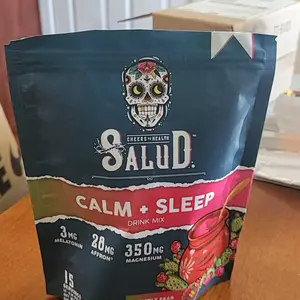 CHEERS TO HEALTH
SALUD.
CALM + SLEEP
DRINK MIX
3MG
MELATONIN
28MG
AFFRON®
350MG
MAGNESIUM
15